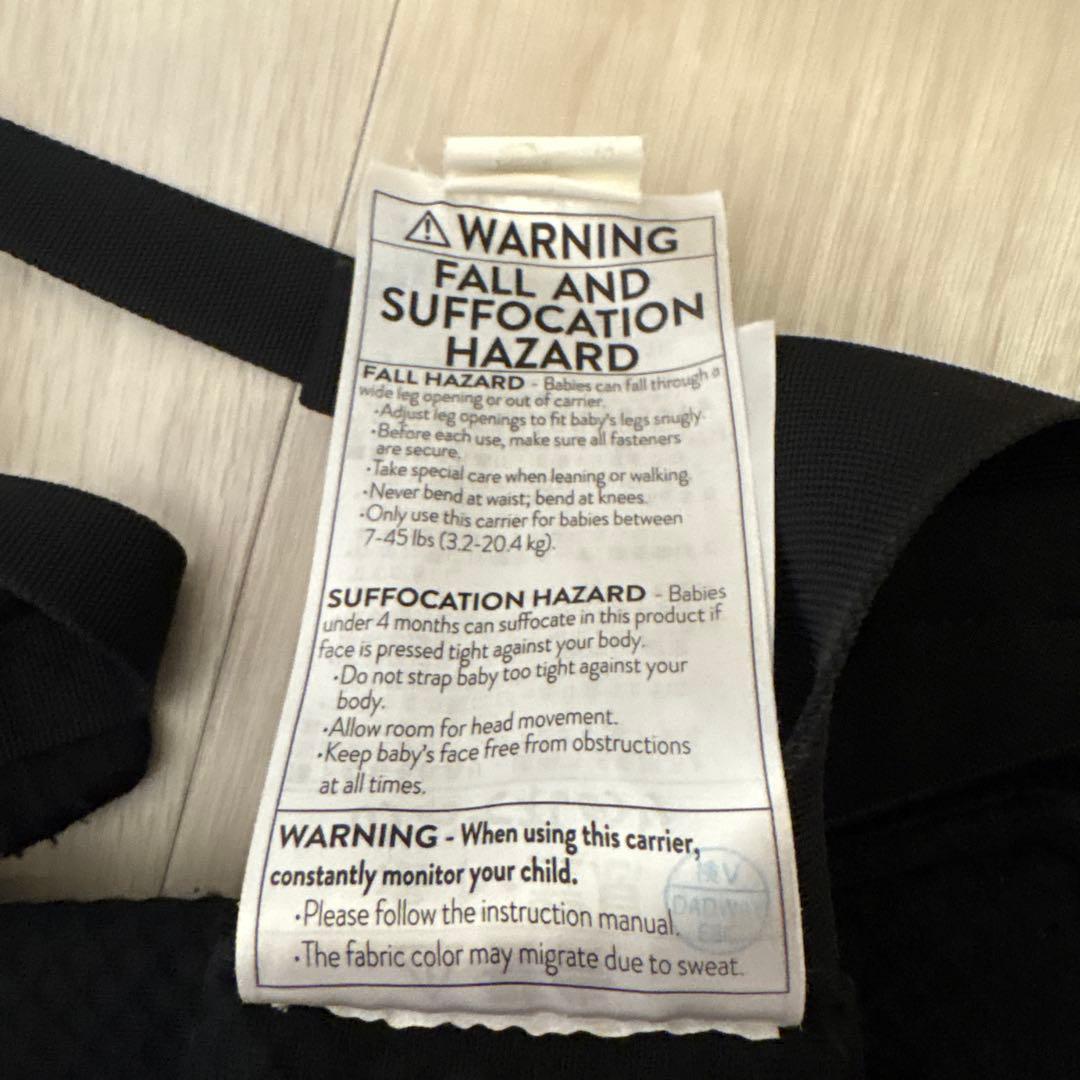 WARNING
FALL AND
SUFFOCATION
HAZARD
FALL HAZARD - Babies can fall through a
wide leg opening or out of carrier.
•Adjust leg openings to fit baby's legs snugly.
•Before each use, make sure all fasteners
are secure.
•Take special care when leaning or walking.
•Never bend at waist; bend at knees.
•Only use this carrier for babies between
7-45 lbs (3.2-20.4 kg).
SUFFOCATION HAZARD - Babies
under 4 months can suffocate in this product if
face is pressed tight against your body.
•Do not strap baby too tight against your
body.
•Allow room for head movement.
•Keep baby's face free from obstructions
at all times.
WARNING - When using this carrier,
constantly monitor your child.
•Please follow the instruction manual.
•The fabric color may migrate due to sweat.
検V
DADWAY